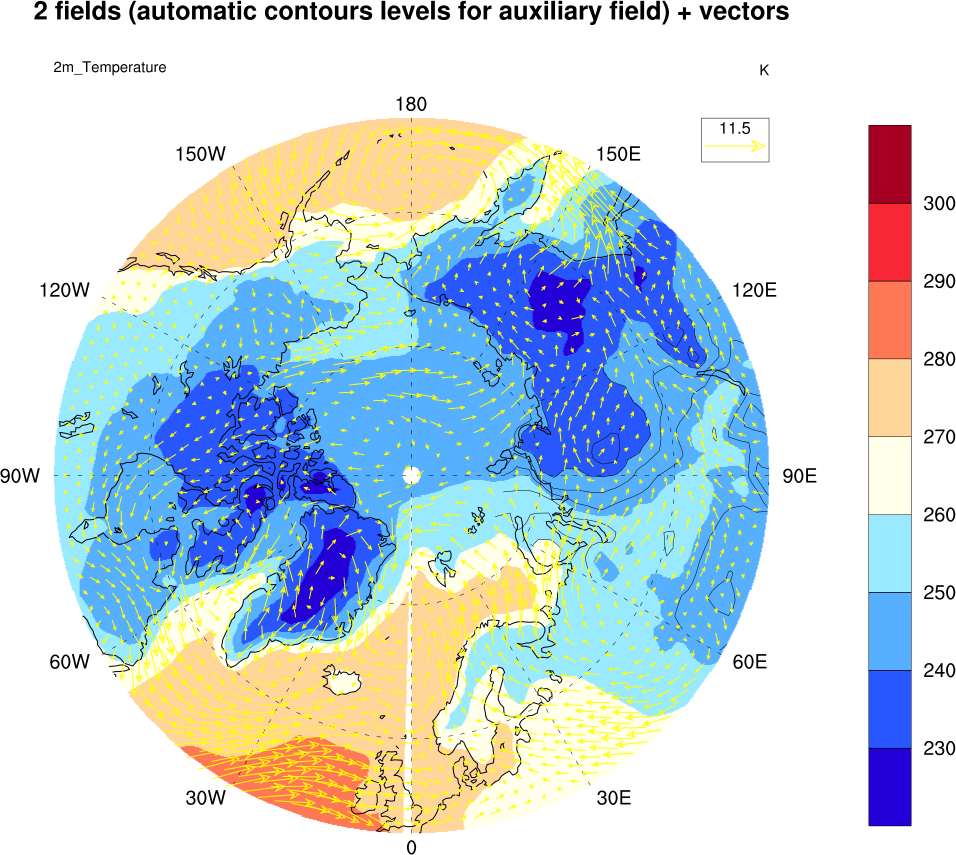 2 fields (automatic contours levels for auxiliary field) + vectors
2m_Temperature
K
180
11.5
150W
150E
300
290
120W
120E
280
270
90W
90E
260
250
60W
60E
240
230
30W
30E
0